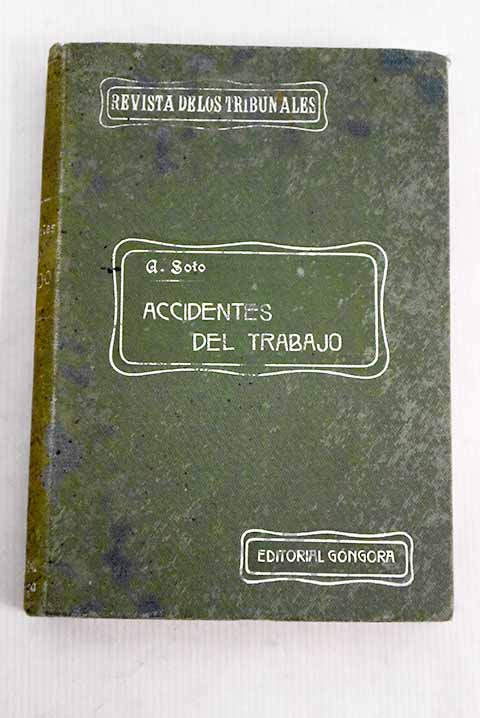 REVISTA DE LOS TRIBUNALES
A. Soto
ACCIDENTES
DEL TRABAJO
EDITORIAL GÓNGORA